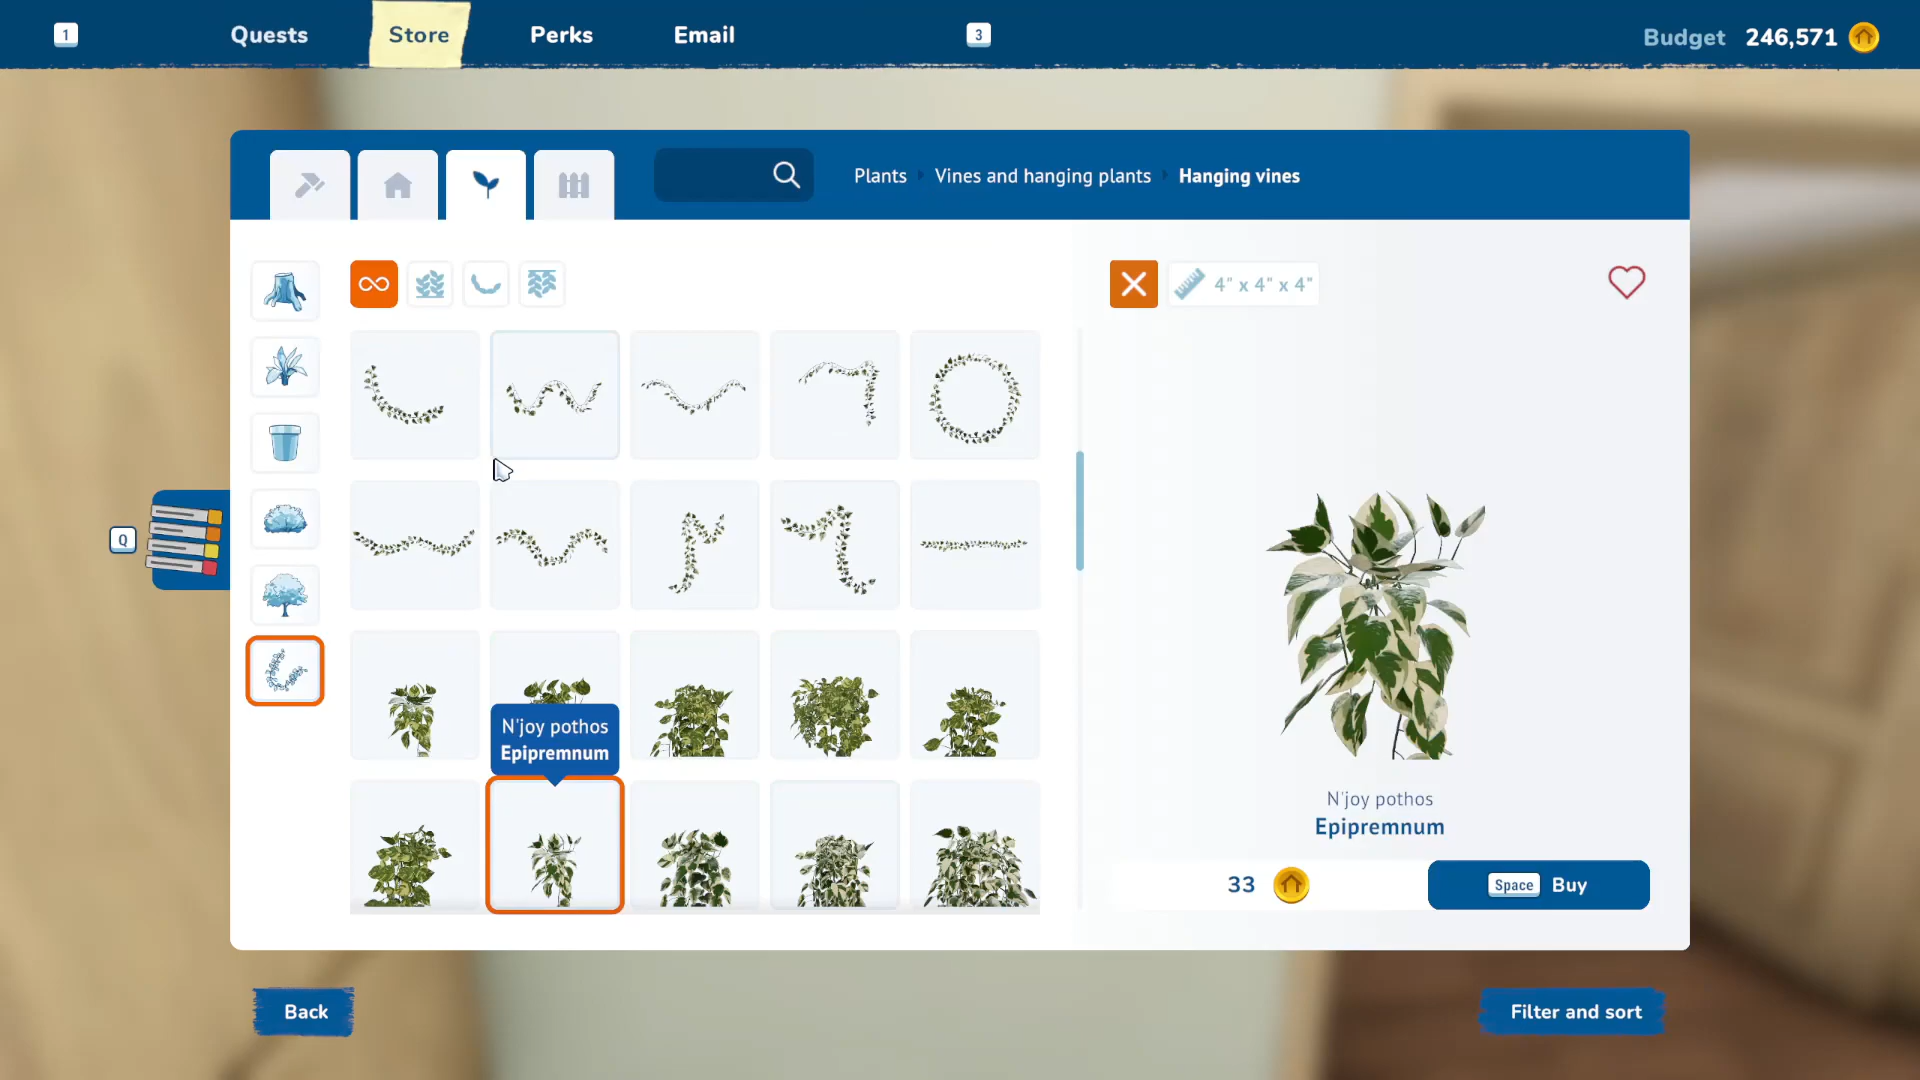 1
Quests
Store
Perks
Email
3
Budget 246,571
Plants
Vines and hanging plants
Hanging vines
4" x 4" x 4"
Q
N'joy pothos
Epipremnum
N'joy pothos
Epipremnum
33
Space Buy
Back
Filter and sort